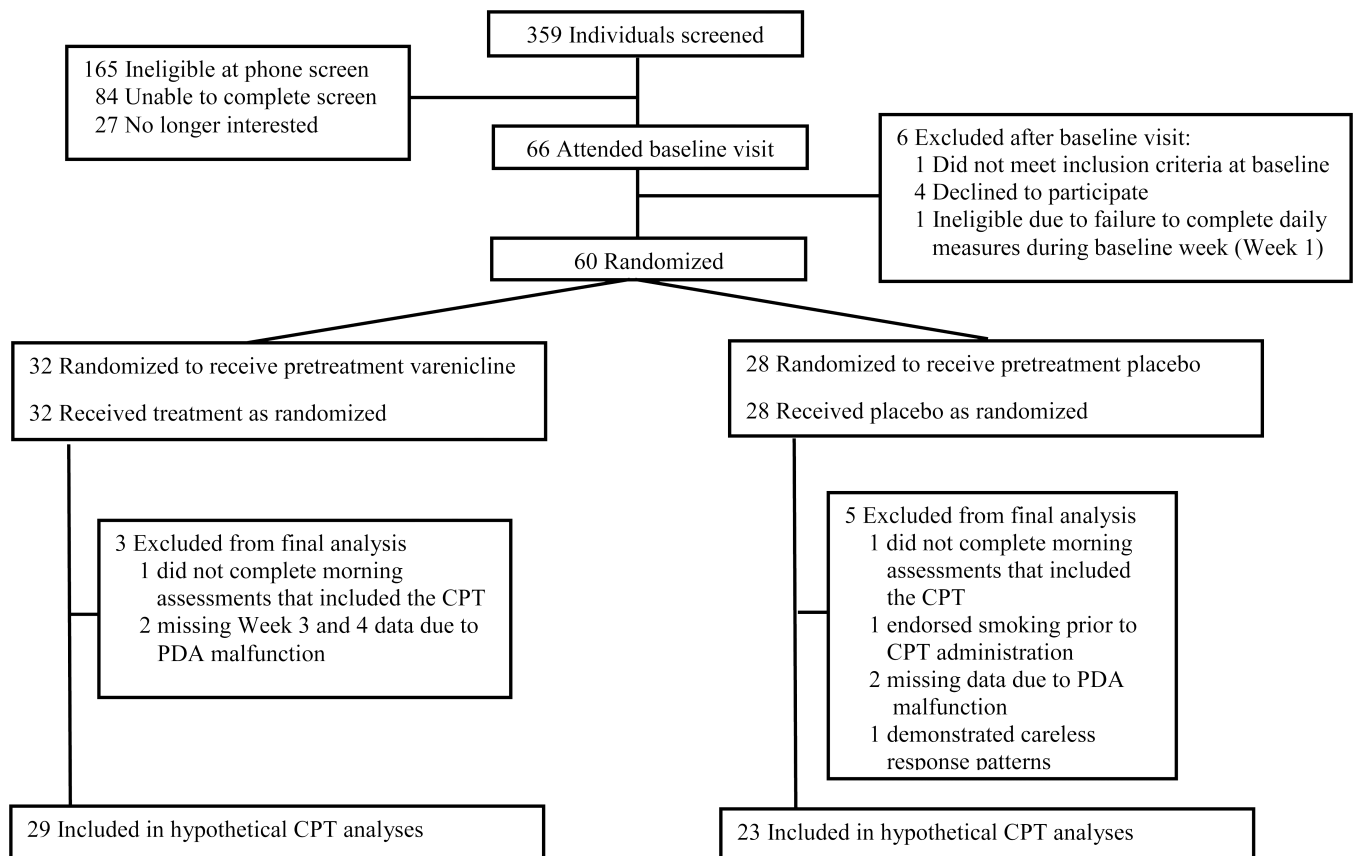 359 Individuals screened
165 Ineligible at phone screen
84 Unable to complete screen
27 No longer interested
66 Attended baseline visit
6 Excluded after baseline visit:
1 Did not meet inclusion criteria at baseline
4 Declined to participate
1 Ineligible due to failure to complete daily
measures during baseline week (Week 1)
60 Randomized
32 Randomized to receive pretreatment varenicline
32 Received treatment as randomized
28 Randomized to receive pretreatment placebo
28 Received placebo as randomized
3 Excluded from final analysis
1 did not complete morning
assessments that included the CPT
2 missing Week 3 and 4 data due to
PDA malfunction
5 Excluded from final analysis
1 did not complete morning
assessments that included
the CPT
1 endorsed smoking prior to
CPT administration
2 missing data due to PDA
malfunction
1 demonstrated careless
response patterns
29 Included in hypothetical CPT analyses
23 Included in hypothetical CPT analyses